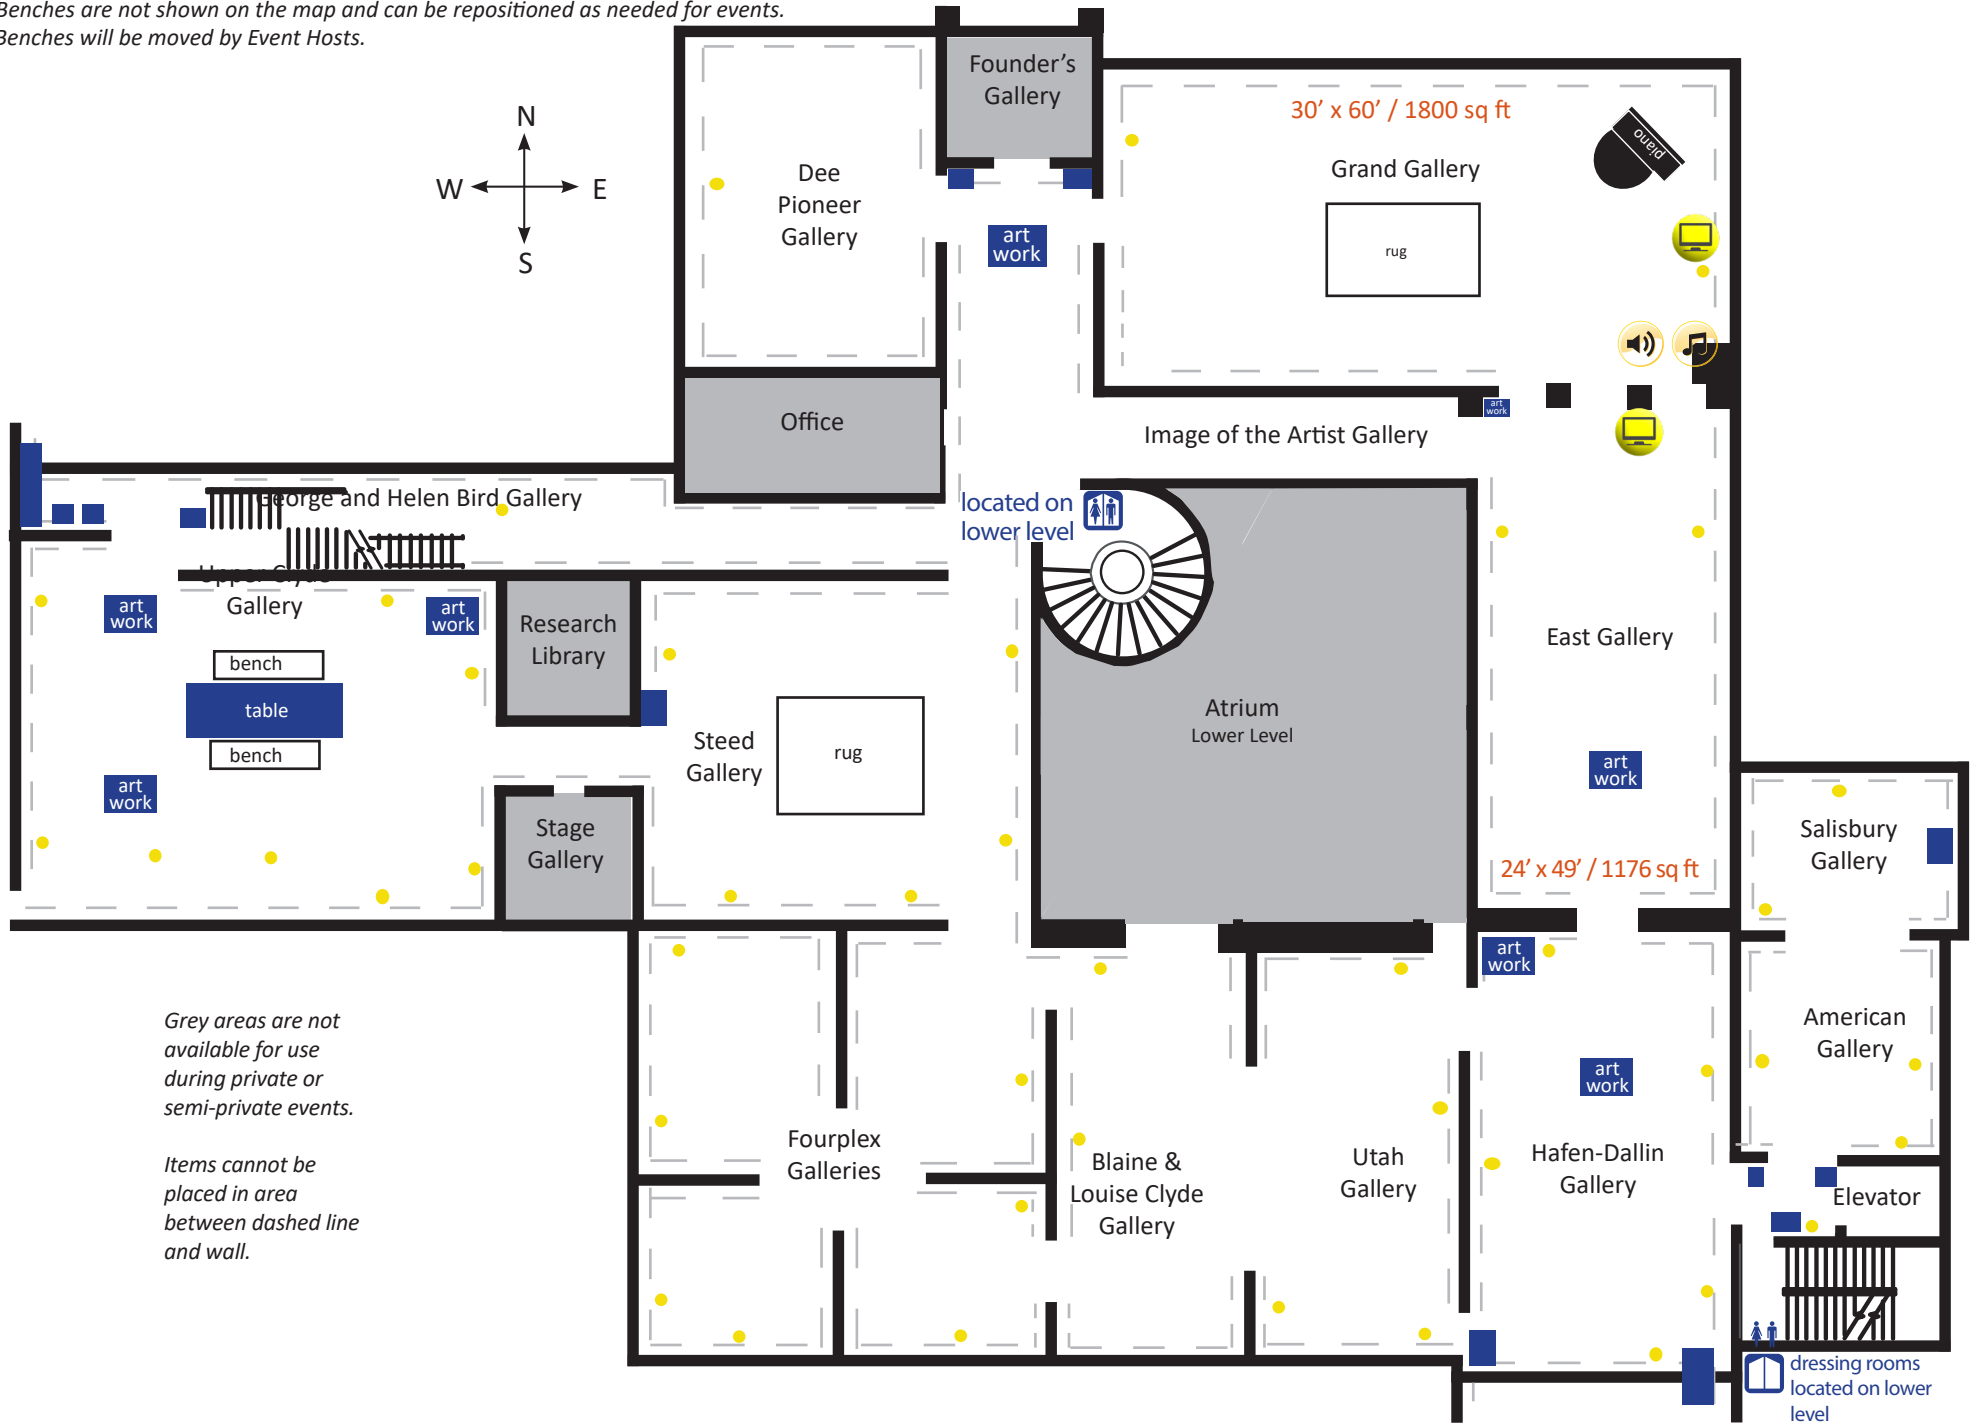 Benches are not shown on the map and can be repositioned as needed for events.
Benches will be moved by Event Hosts.
N
W E
S
Founder's
Gallery
30' x 60' / 1800 sq ft
piano
Dee
Pioneer
Gallery
Grand Gallery
art
work
rug
Office
art
work
Image of the Artist Gallery
George and Helen Bird Gallery
located on
lower level
Upper Clyde
Gallery
art
work
art
work
Research
Library
East Gallery
bench
table
bench
Steed
Gallery
rug
Atrium
Lower Level
art
work
art
work
Stage
Gallery
Salisbury
Gallery
24' x 49' / 1176 sq ft
art
work
Grey areas are not
available for use
during private or
semi-private events.
Items cannot be
placed in area
between dashed line
and wall.
American
Gallery
art
work
Fourplex
Galleries
Blaine &
Louise Clyde
Gallery
Utah
Gallery
Hafen-Dallin
Gallery
Elevator
dressing rooms
located on lower
level